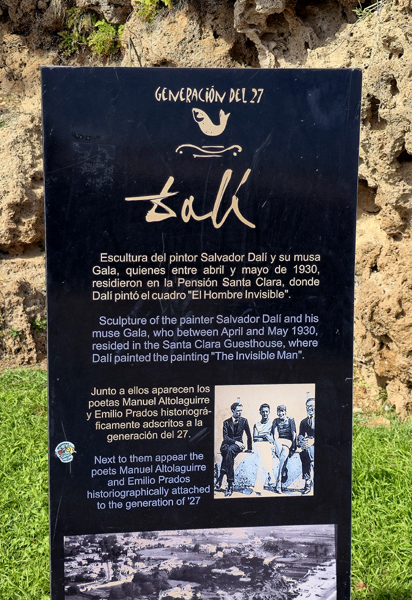 GENERACIÓN DEL 27
Dalí
Escultura del pintor Salvador Dalí y su musa
Gala, quienes entre abril y mayo de 1930,
residieron en la Pensión Santa Clara, donde
Dalí pintó el cuadro "El Hombre Invisible".
Sculpture of the painter Salvador Dalí and his
muse Gala, who between April and May 1930,
resided in the Santa Clara Guesthouse, where
Dalí painted the painting "The Invisible Man".
Junto a ellos aparecen los
poetas Manuel Altolaguirre
y Emilio Prados historiográ-
ficamente adscritos a la
generación del 27.
Next to them appear the
poets Manuel Altolaguirre
and Emilio Prados
historiographically attached
to the generation of '27